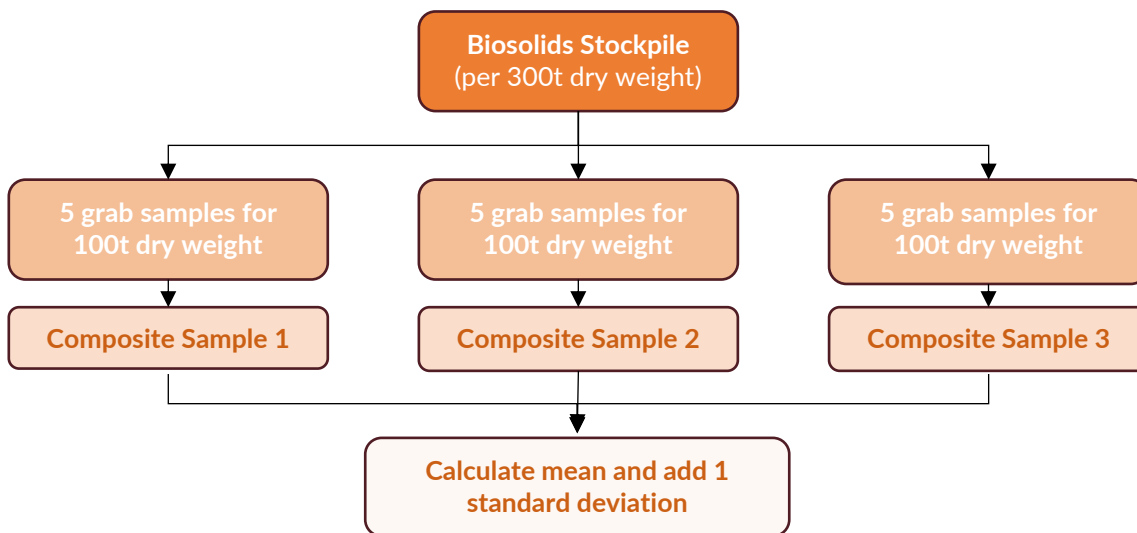 Biosolids Stockpile
(per 300t dry weight)
5 grab samples for
100t dry weight
5 grab samples for
100t dry weight
5 grab samples for
100t dry weight
Composite Sample 1
Composite Sample 2
Composite Sample 3
Calculate mean and add 1
standard deviation